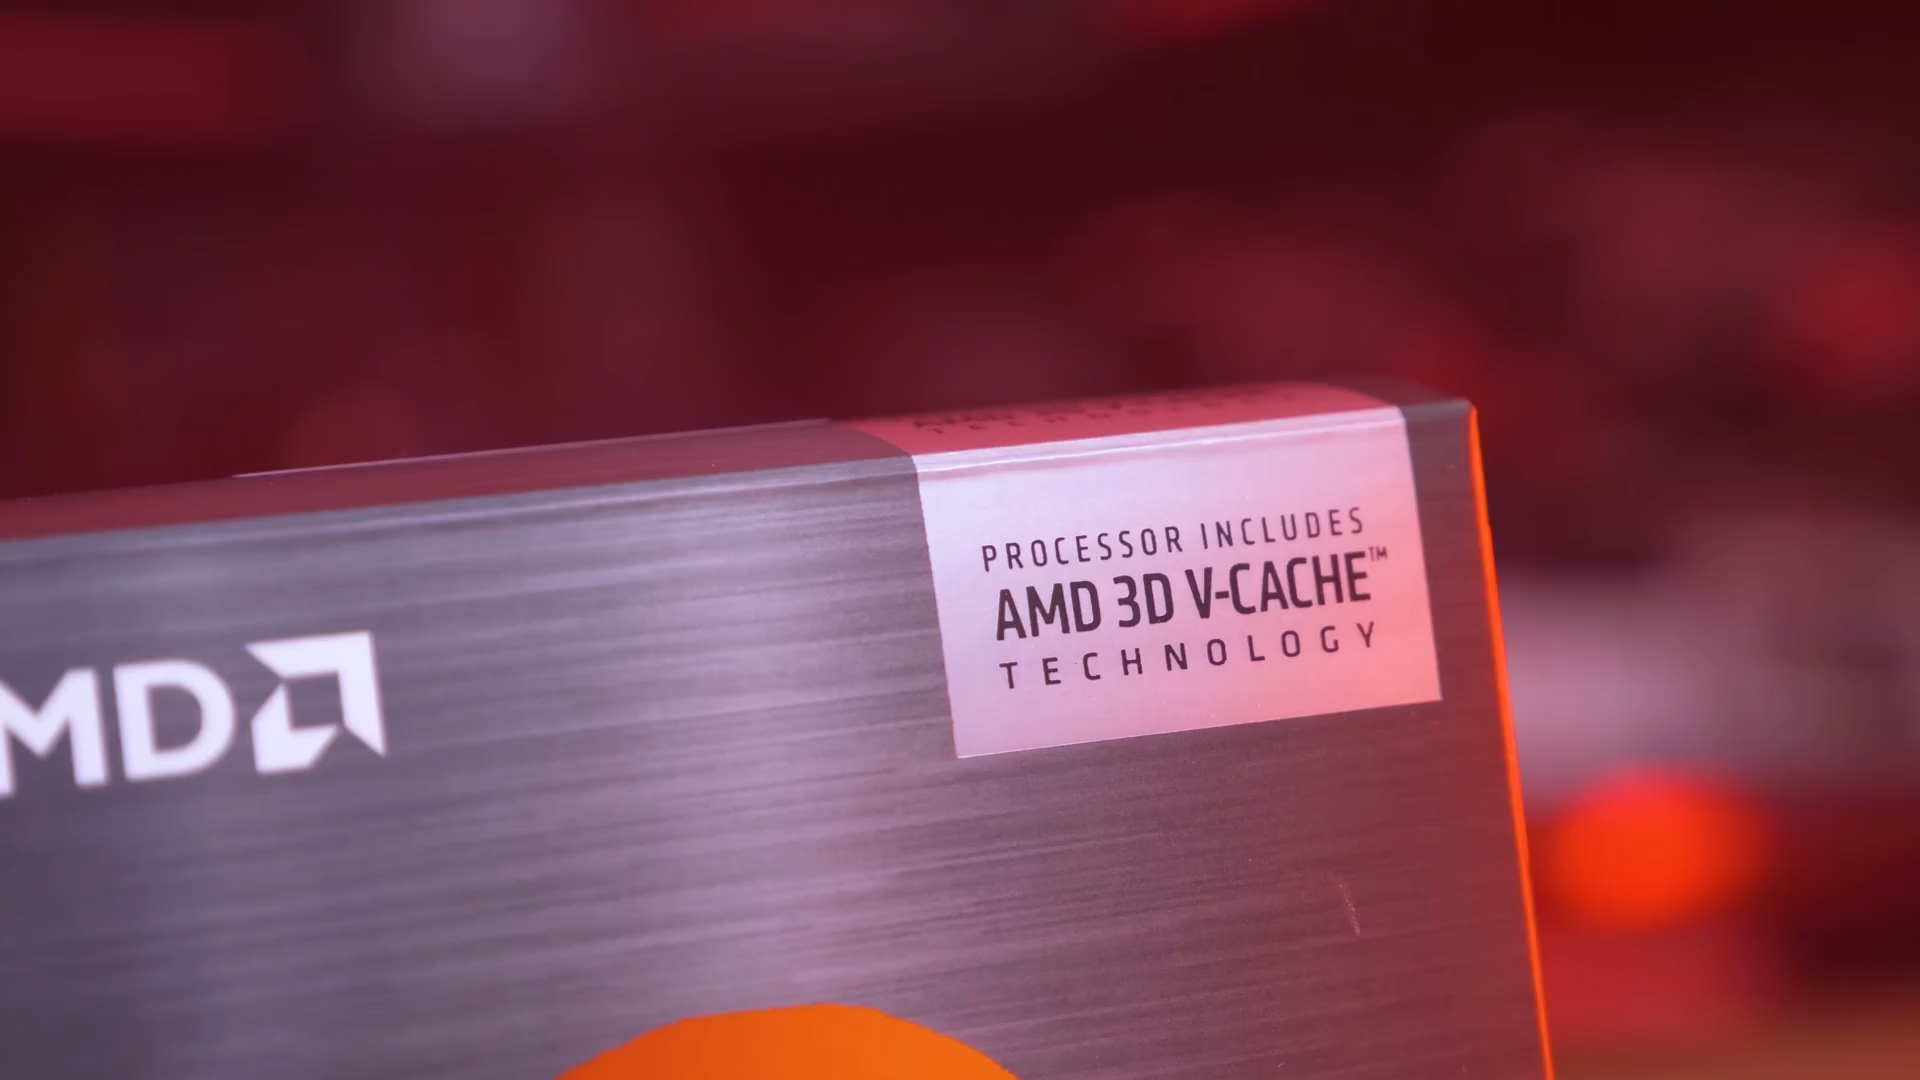 PROCESSOR INCLUDES
AMD 3D V-CACHE™
TECHNOLOGY
MD